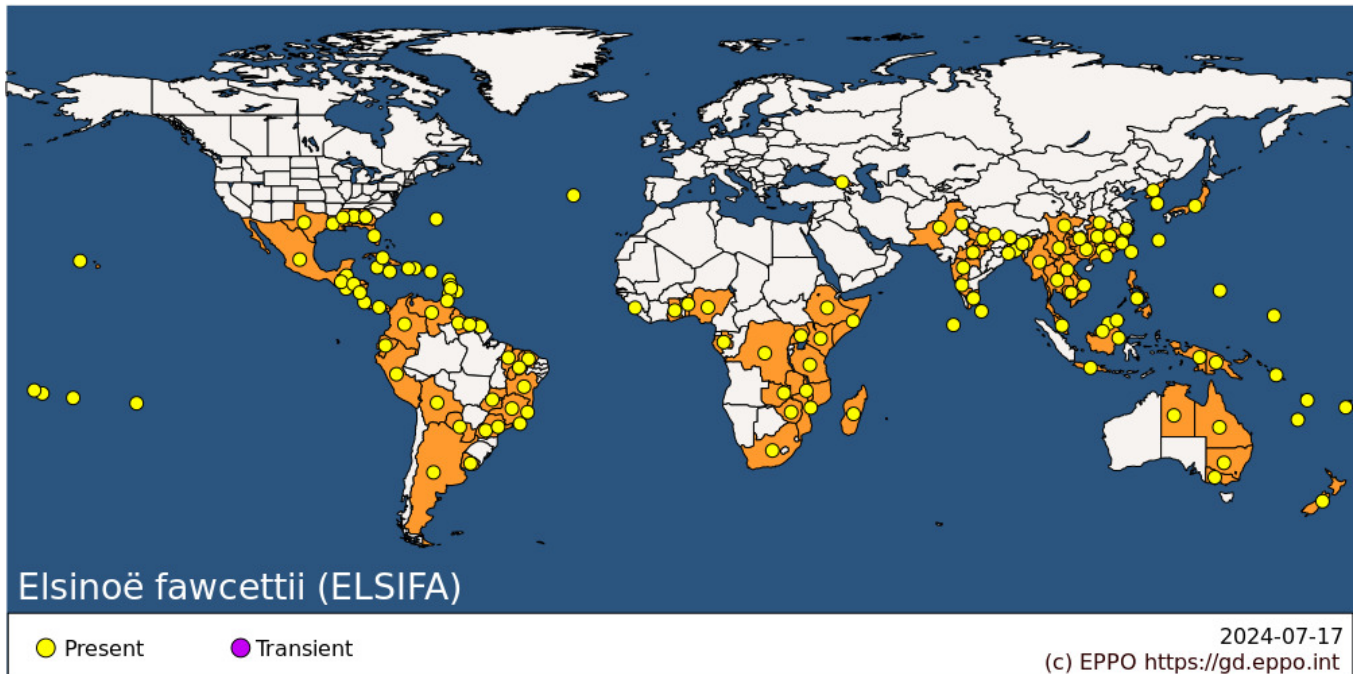 Elsinoë fawcettii (ELSIFA)
Present
Transient
2024-07-17
(c) EPPO https://gd.eppo.int